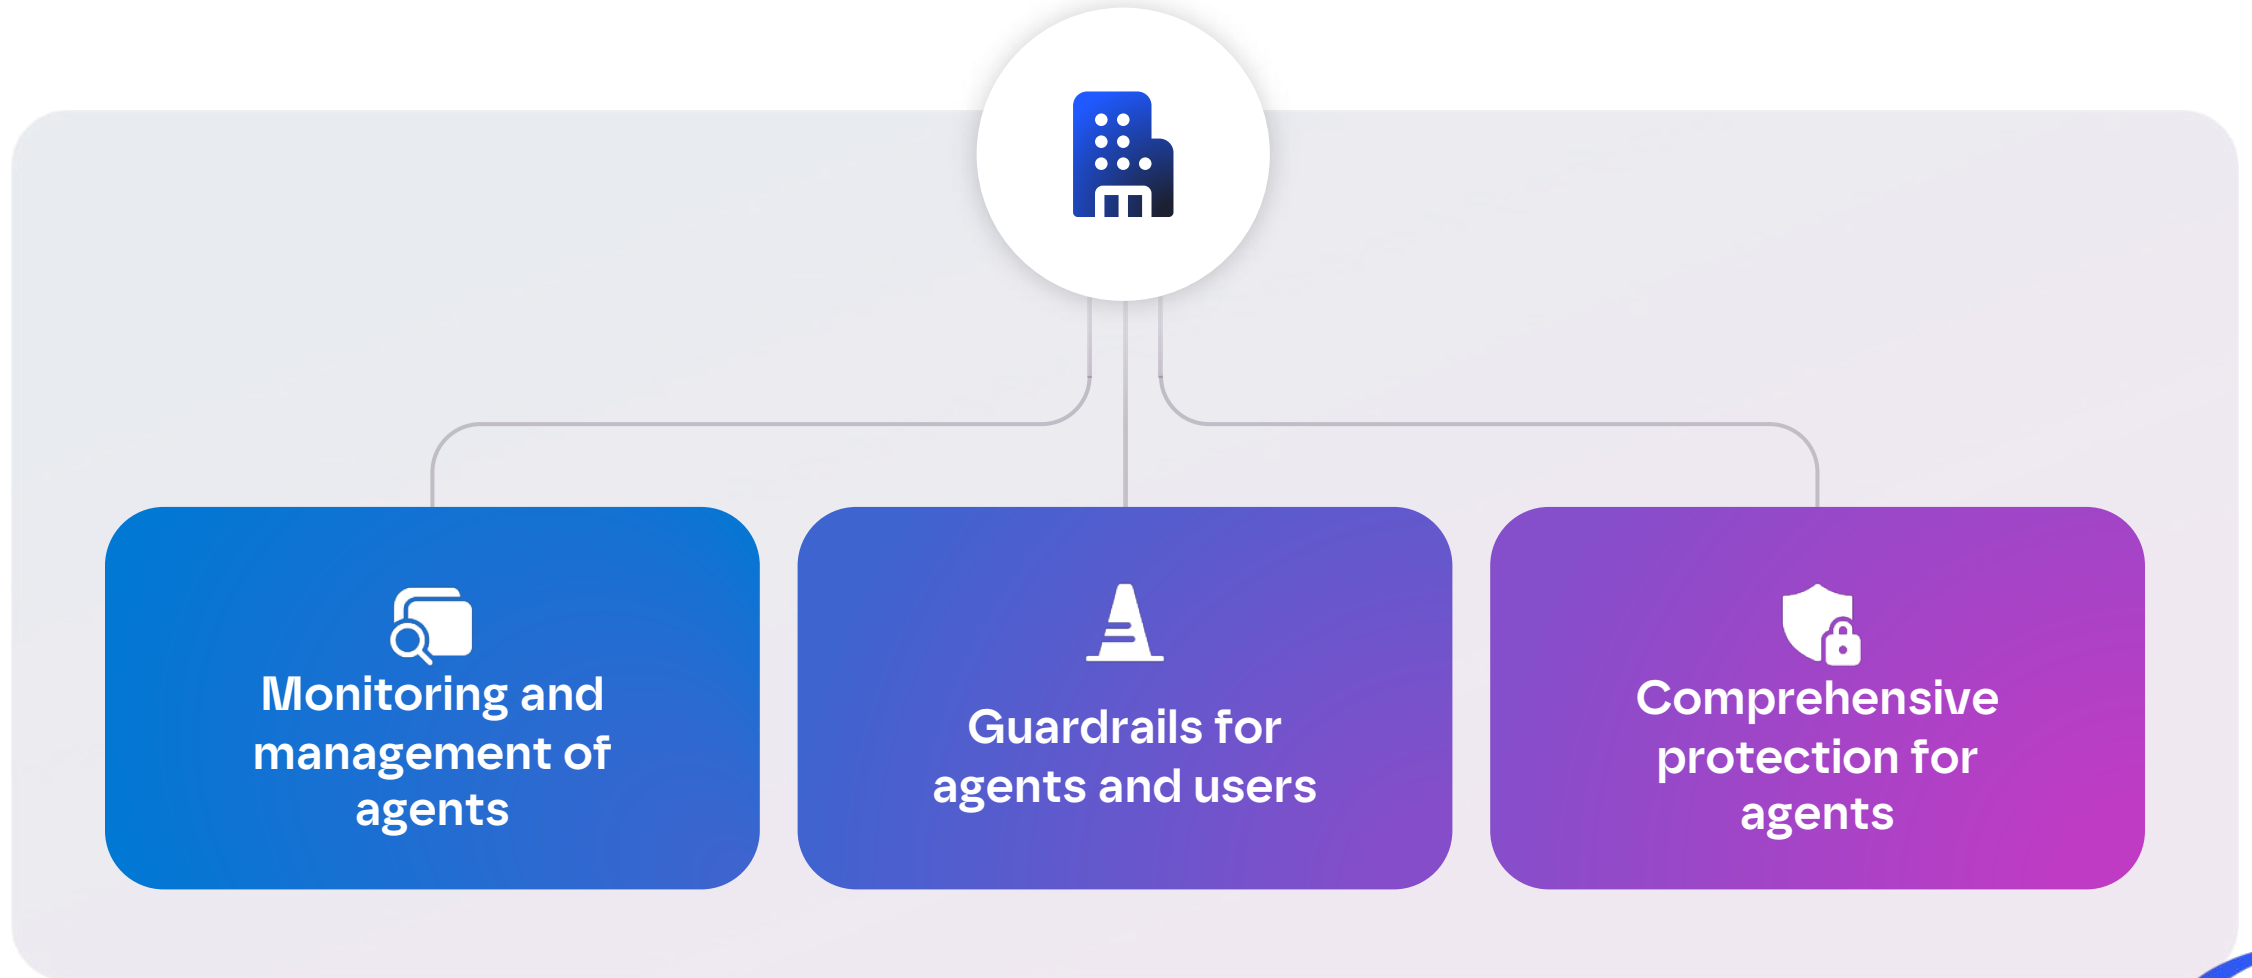 Monitoring and
management of
agents
Guardrails for
agents and users
Comprehensive
protection for
agents